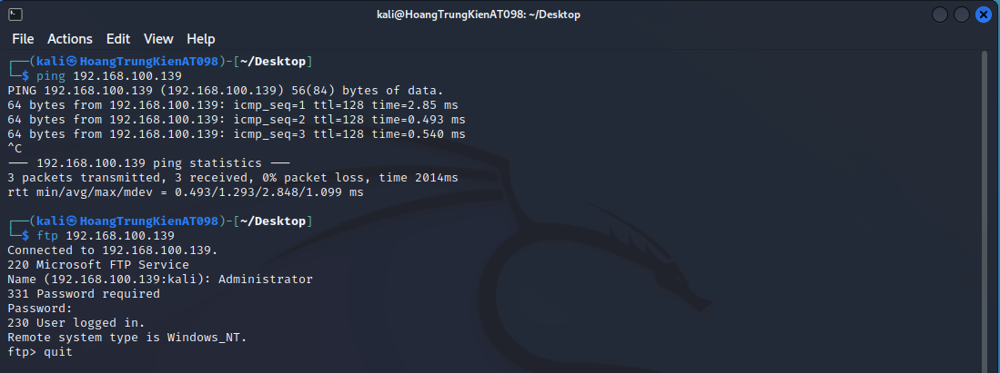 kali@HoangTrungKienAT098: ~/Desktop
File Actions Edit View Help
┌──(kali㉿HoangTrungKienAT098)-[~/Desktop]
└─$ ping 192.168.100.139
PING 192.168.100.139 (192.168.100.139) 56(84) bytes of data.
64 bytes from 192.168.100.139: icmp_seq=1 ttl=128 time=2.85 ms
64 bytes from 192.168.100.139: icmp_seq=2 ttl=128 time=0.493 ms
64 bytes from 192.168.100.139: icmp_seq=3 ttl=128 time=0.540 ms
^C
--- 192.168.100.139 ping statistics ---
3 packets transmitted, 3 received, 0% packet loss, time 2014ms
rtt min/avg/max/mdev = 0.493/1.293/2.848/1.099 ms
┌──(kali㉿HoangTrungKienAT098)-[~/Desktop]
└─$ ftp 192.168.100.139
Connected to 192.168.100.139.
220 Microsoft FTP Service
Name (192.168.100.139:kali): Administrator
331 Password required
Password:
230 User logged in.
Remote system type is Windows_NT.
ftp> quit